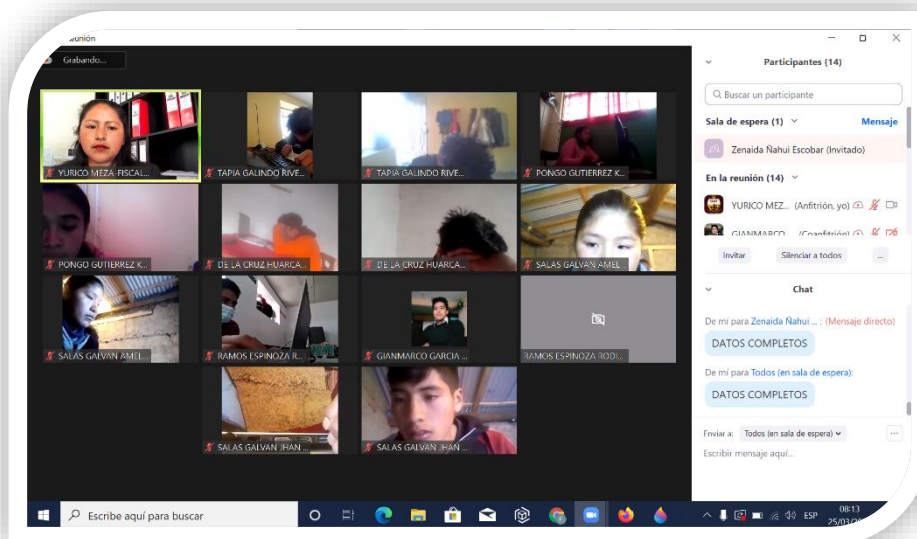 Grabando...
YURICO MEZA-FISCAL...
TAPIA GALINDO RIVE...
TAPIA GALINDO RIVE...
PONGO GUTIERREZ K...
PONGO GUTIERREZ K...
DE LA CRUZ HUARCA...
DE LA CRUZ HUARCA...
SALAS GALVAN AMEL...
SALAS GALVAN AMEL...
RAMOS ESPINOZA R...
GIANMARCO GARCIA ...
RAMOS ESPINOZA RODI...
SALAS GALVAN JHAN ...
SALAS GALVAN JHAN ...
Participantes (14)
Buscar un participante
Sala de espera (1) Mensaje
Zenaida Ñahui Escobar (Invitado)
En la reunión (14)
YURICO MEZ... (Anfitrión, yo)
GIANMARCO ... (Coanfitrión)
Invitar Silenciar a todos ...
Chat
De mí para Zenaida Ñahui ... : (Mensaje directo)
DATOS COMPLETOS
De mí para Todos (en sala de espera):
DATOS COMPLETOS
Enviar a: Todos (en sala de espera) ...
Escribir mensaje aquí...
Escribe aquí para buscar
ESP
08:13